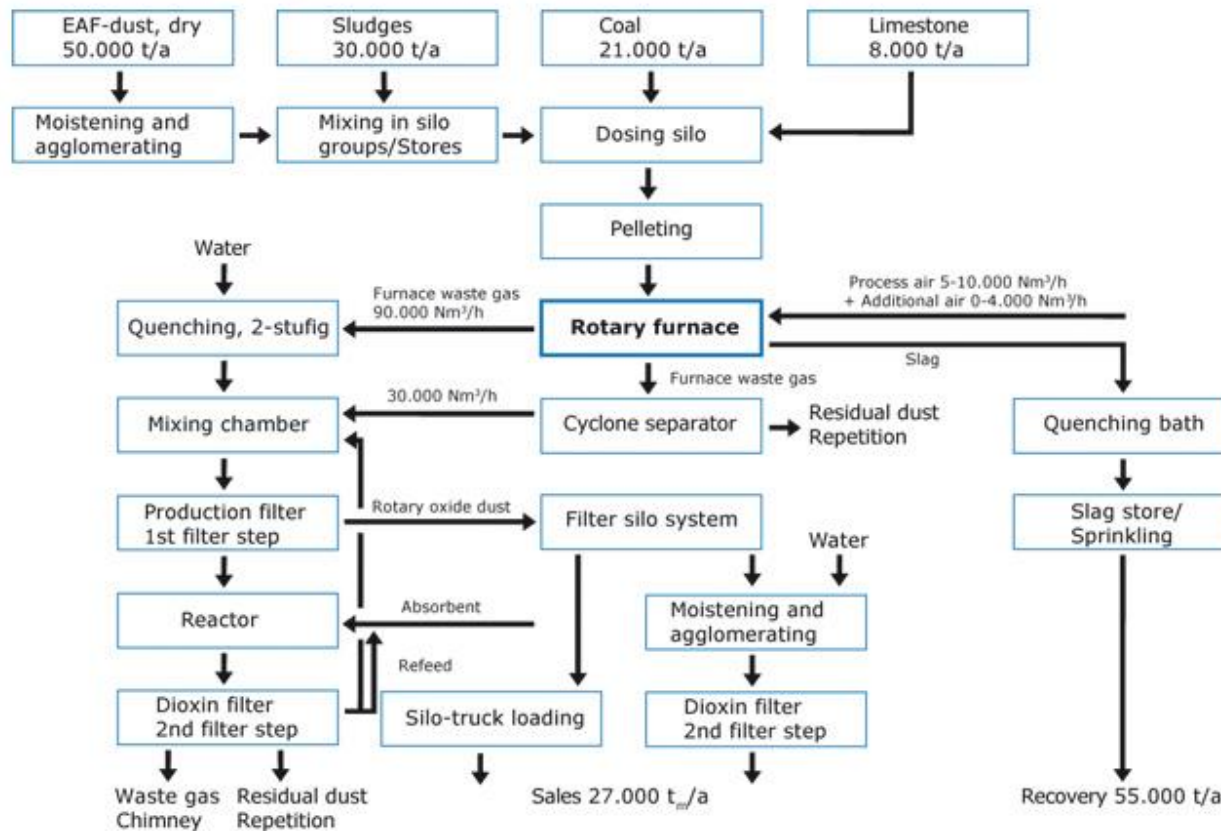 EAF-dust, dry
50.000 t/a
Sludges
30.000 t/a
Coal
21.000 t/a
Limestone
8.000 t/a
Moistening and
agglomerating
Mixing in silo
groups/Stores
Dosing silo
Pelleting
Water
Furnace waste gas
90.000 Nm³/h
Process air 5-10.000 Nm³/h
+ Additional air 0-4.000 Nm³/h
Quenching, 2-stufig
Rotary furnace
Slag
Furnace waste gas
30.000 Nm³/h
Mixing chamber
Cyclone separator
Residual dust
Repetition
Quenching bath
Production filter
1st filter step
Rotary oxide dust
Filter silo system
Water
Slag store/
Sprinkling
Reactor
Absorbent
Moistening and
agglomerating
Refeed
Dioxin filter
2nd filter step
Silo-truck loading
Dioxin filter
2nd filter step
Waste gas
Chimney
Residual dust
Repetition
Sales 27.000 tₘ/a
Recovery 55.000 t/a